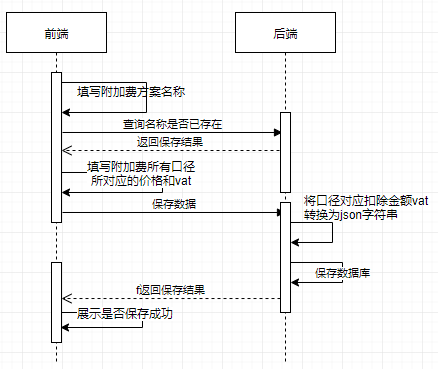 前端
后端
填写附加费方案名称
查询名称是否已存在
返回保存结果
填写附加费所有口径
所对应的价格和vat
保存数据
将口径对应扣除金额vat
转换为json字符串
保存数据库
f返回保存结果
展示是否保存成功